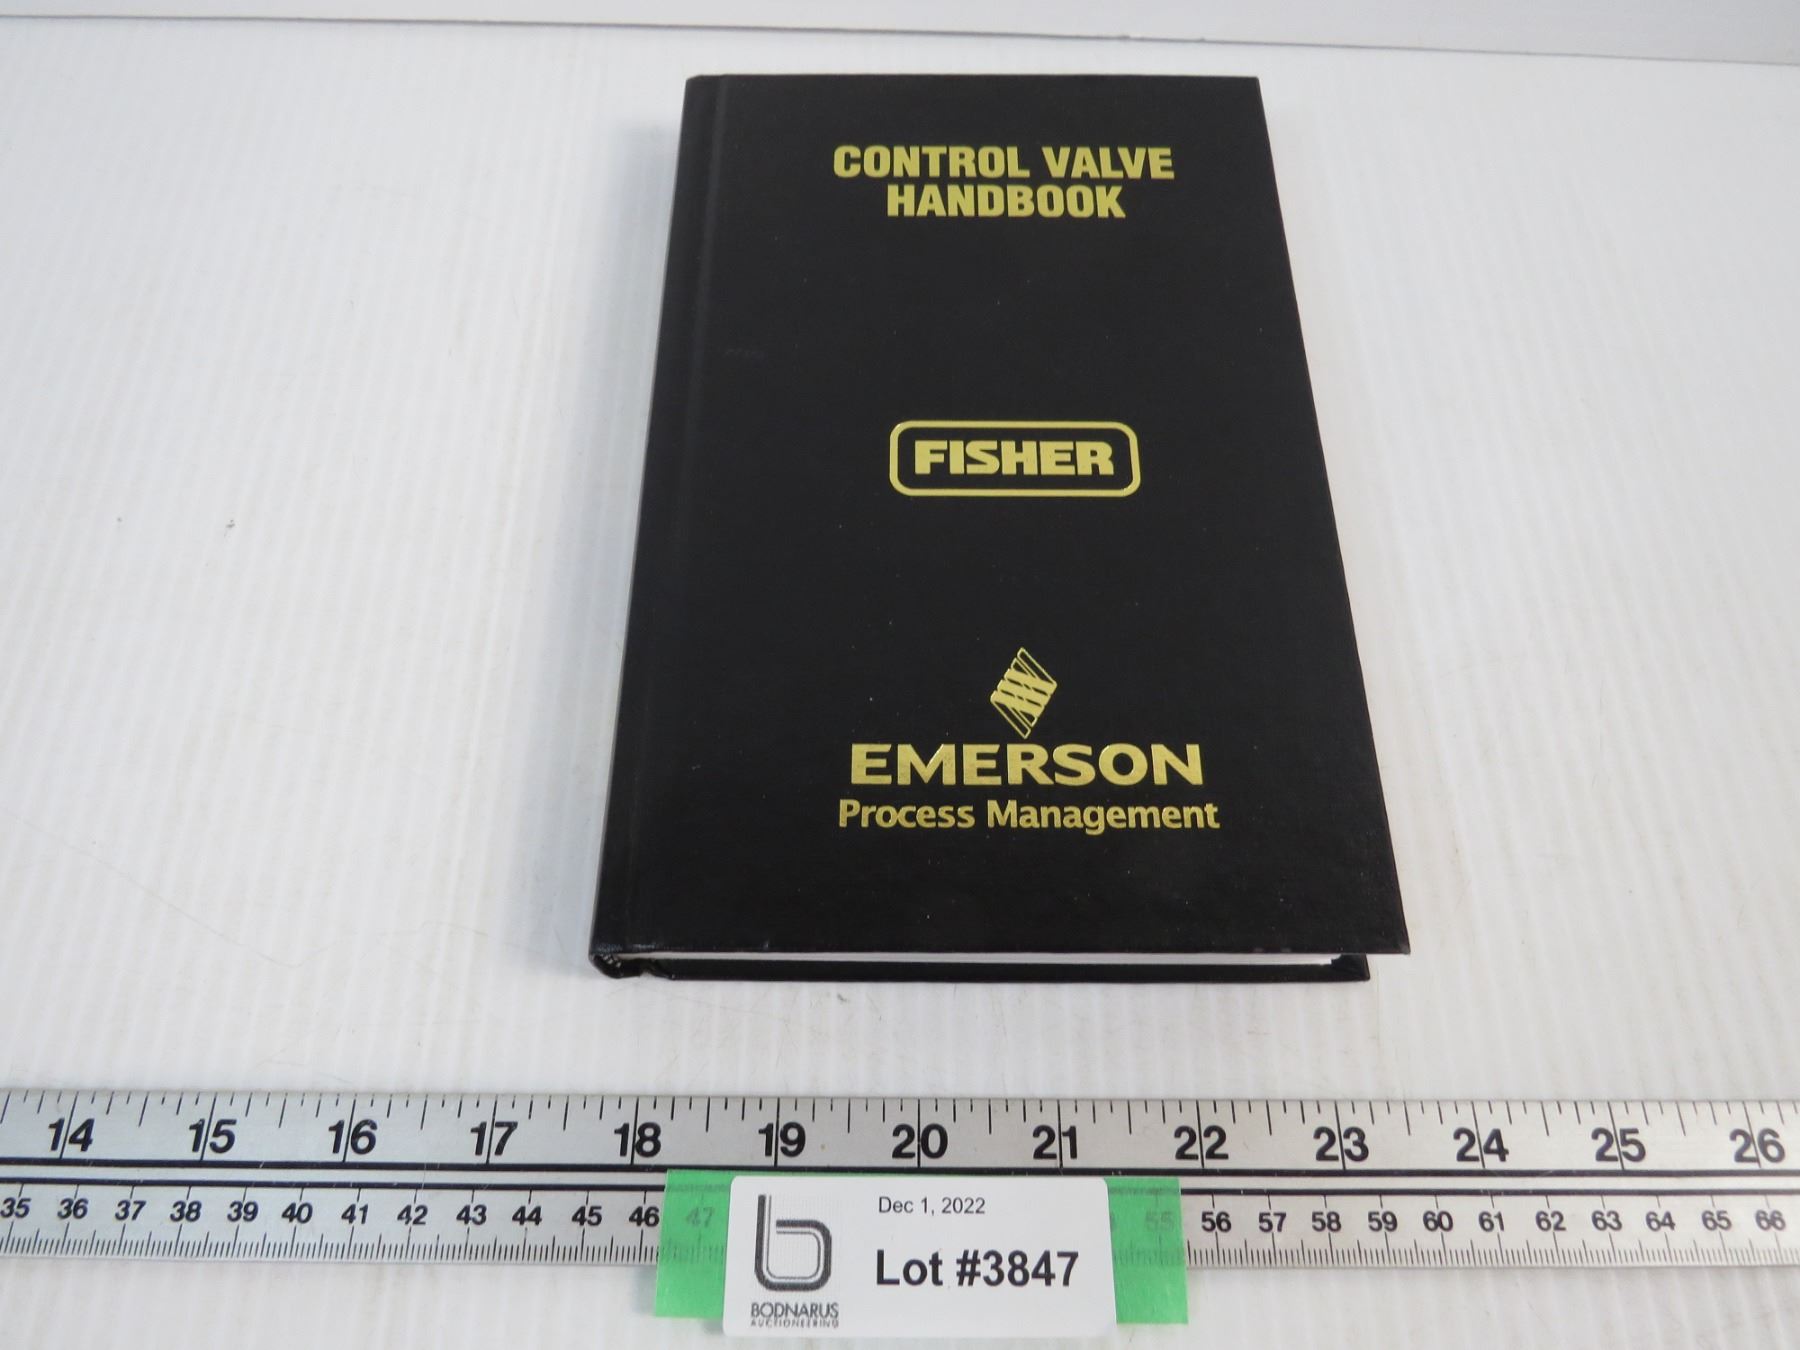 CONTROL VALVE
HANDBOOK
FISHER
EMERSON
Process Management
14 15 16 17 18 19 20 21 22 23 24 25 26
35 36 37 38 39 40 41 42 43 44 45 46 47 55 56 57 58 59 60 61 62 63 64 65 66
Dec 1, 2022
Lot #3847
BODNARUS
AUCTIONEERING